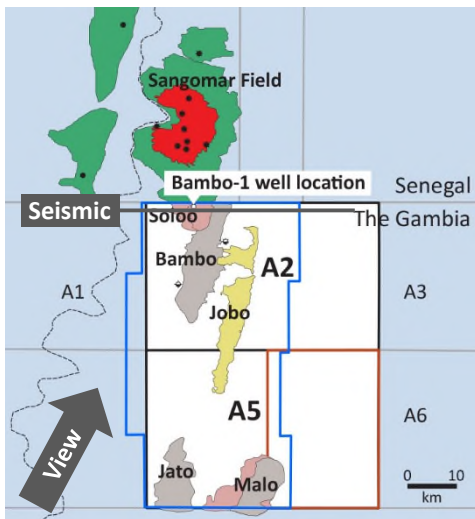 Sangomar Field
Bambo-1 well location
Senegal
Seismic
Soloo
The Gambia
Bambo
A2
A1
A3
Jobo
A5
A6
View
Jato
Malo
0 10
km